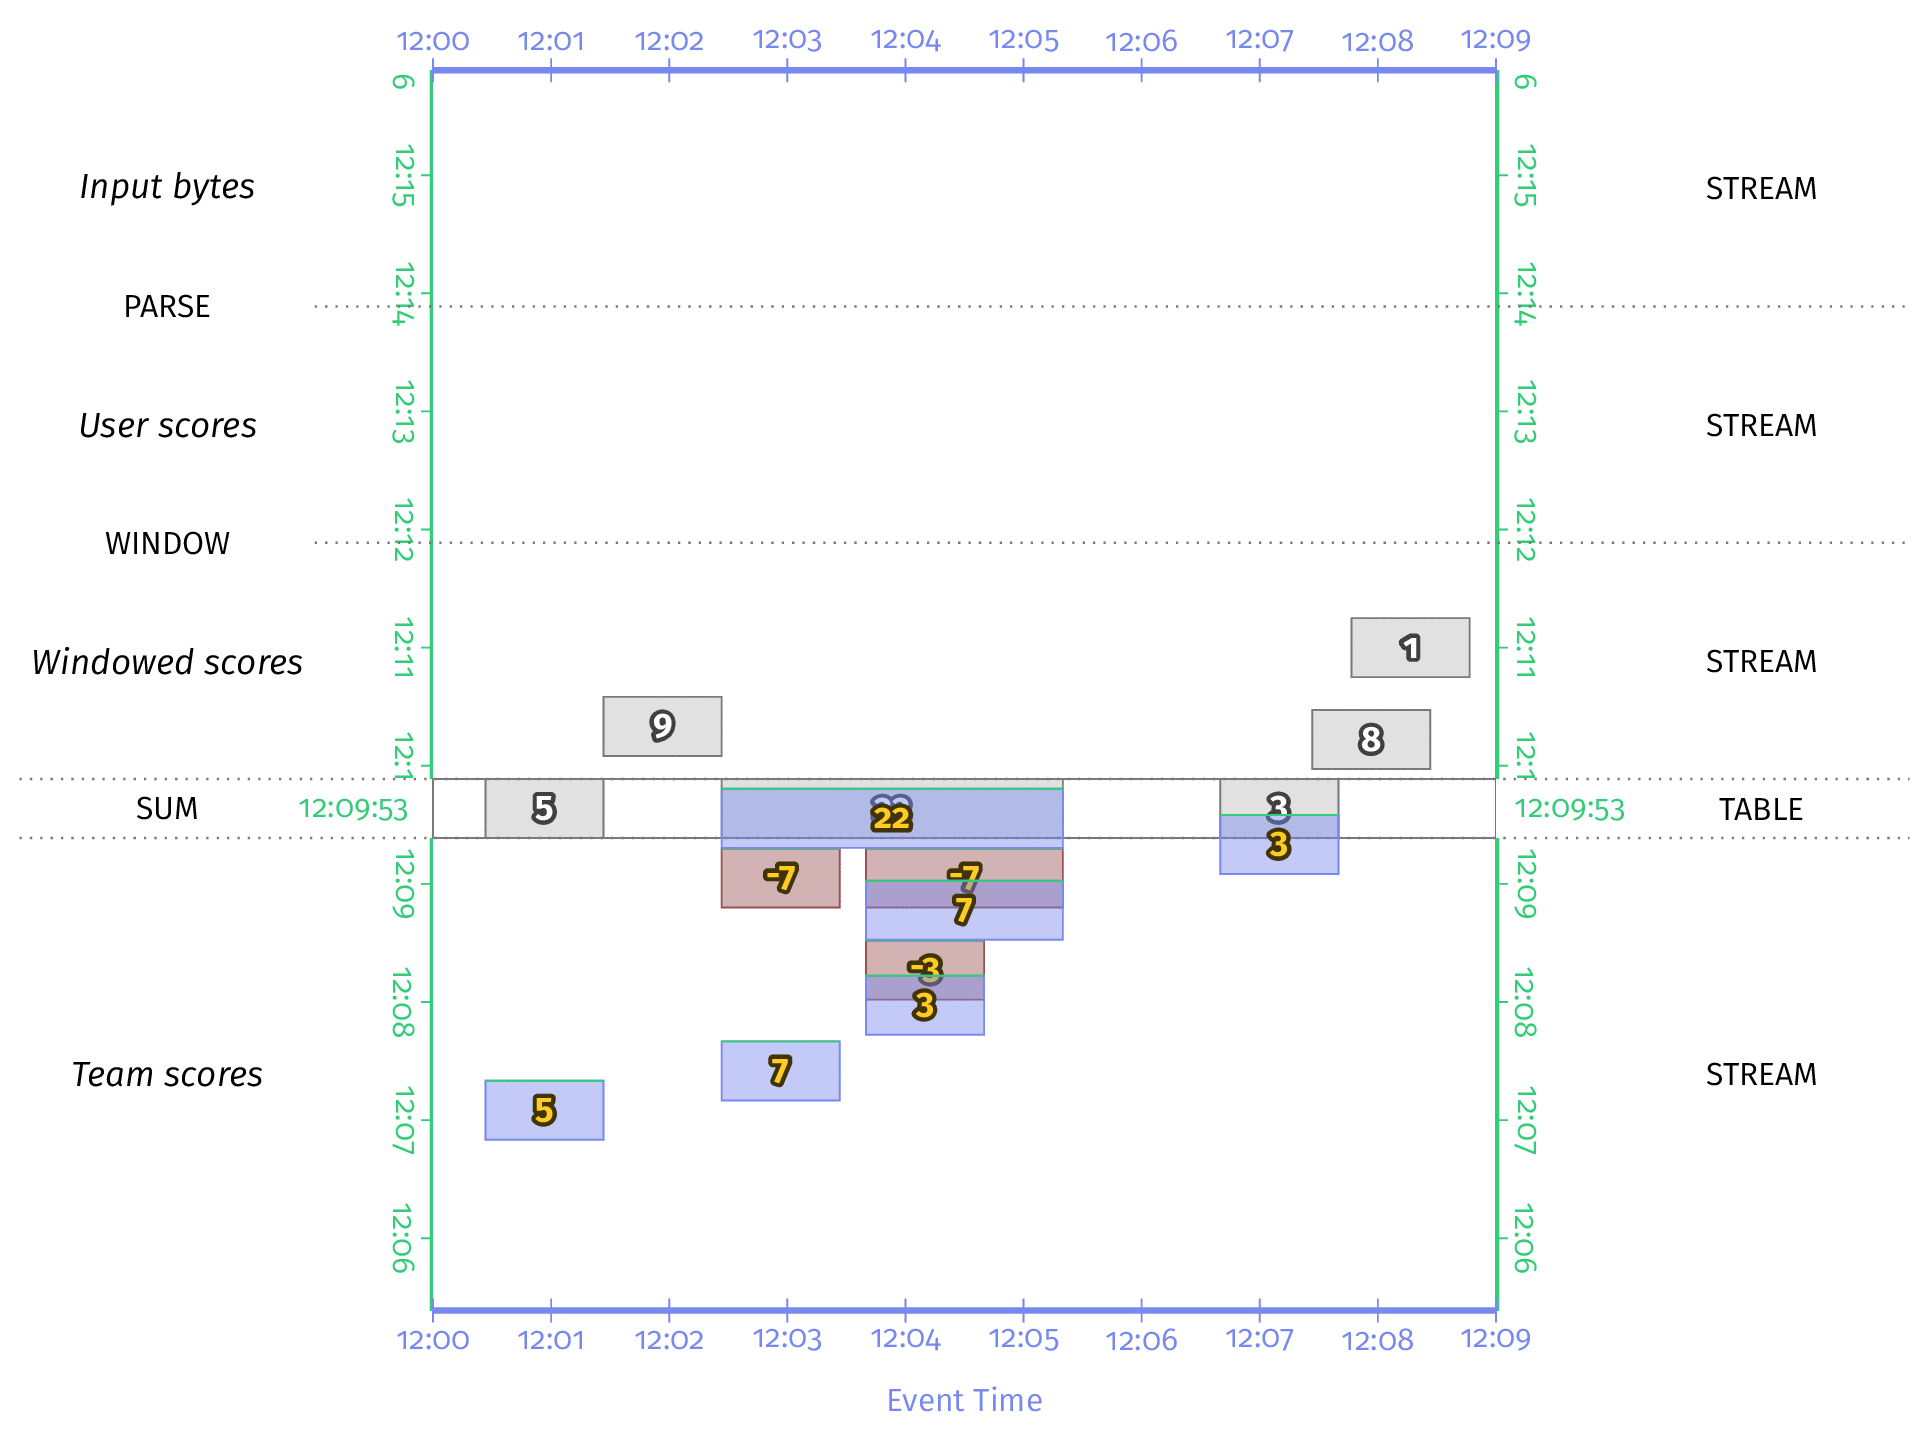 12:00 12:01 12:02 12:03 12:04 12:05 12:06 12:07 12:08 12:09
6 6
12:15 12:15
Input bytes STREAM
12:14 12:14
PARSE
12:13 12:13
User scores STREAM
12:12 12:12
WINDOW
12:11 12:11
1
Windowed scores STREAM
9
8
12:1 12:1
SUM 12:09:53 5 22 3 12:09:53 TABLE
3
12:09 12:09
-7 -7
7
-3
12:08 12:08
3
7
Team scores STREAM
5
12:07 12:07
12:06 12:06
12:00 12:01 12:02 12:03 12:04 12:05 12:06 12:07 12:08 12:09
Event Time